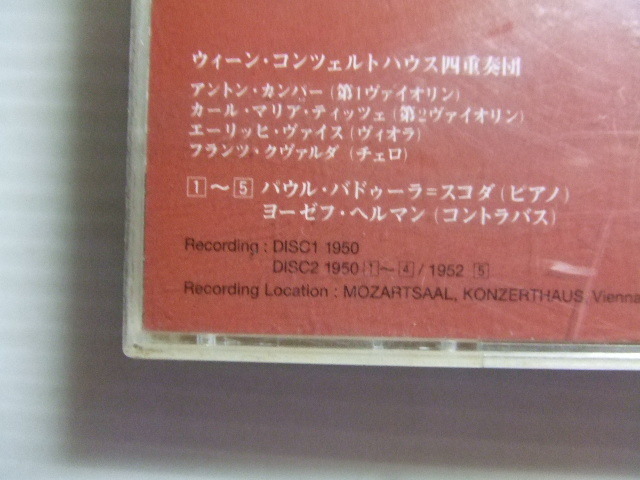 ウィーン・コンツェルトハウス四重奏団
アントン・カンパー(第1ヴァイオリン)
カール・マリア・ティッツェ(第2ヴァイオリン)
エーリッヒ・ヴァイス(ヴィオラ)
フランツ・クヴァルダ(チェロ)
1～5 パウル・バドゥーラ=スコダ(ピアノ)
ヨーゼフ・ヘルマン(コントラバス)
Recording : DISC1 1950
DISC2 1950 1～4 / 1952 5
Recording Location : MOZARTSAAL, KONZERTHAUS, Vienna